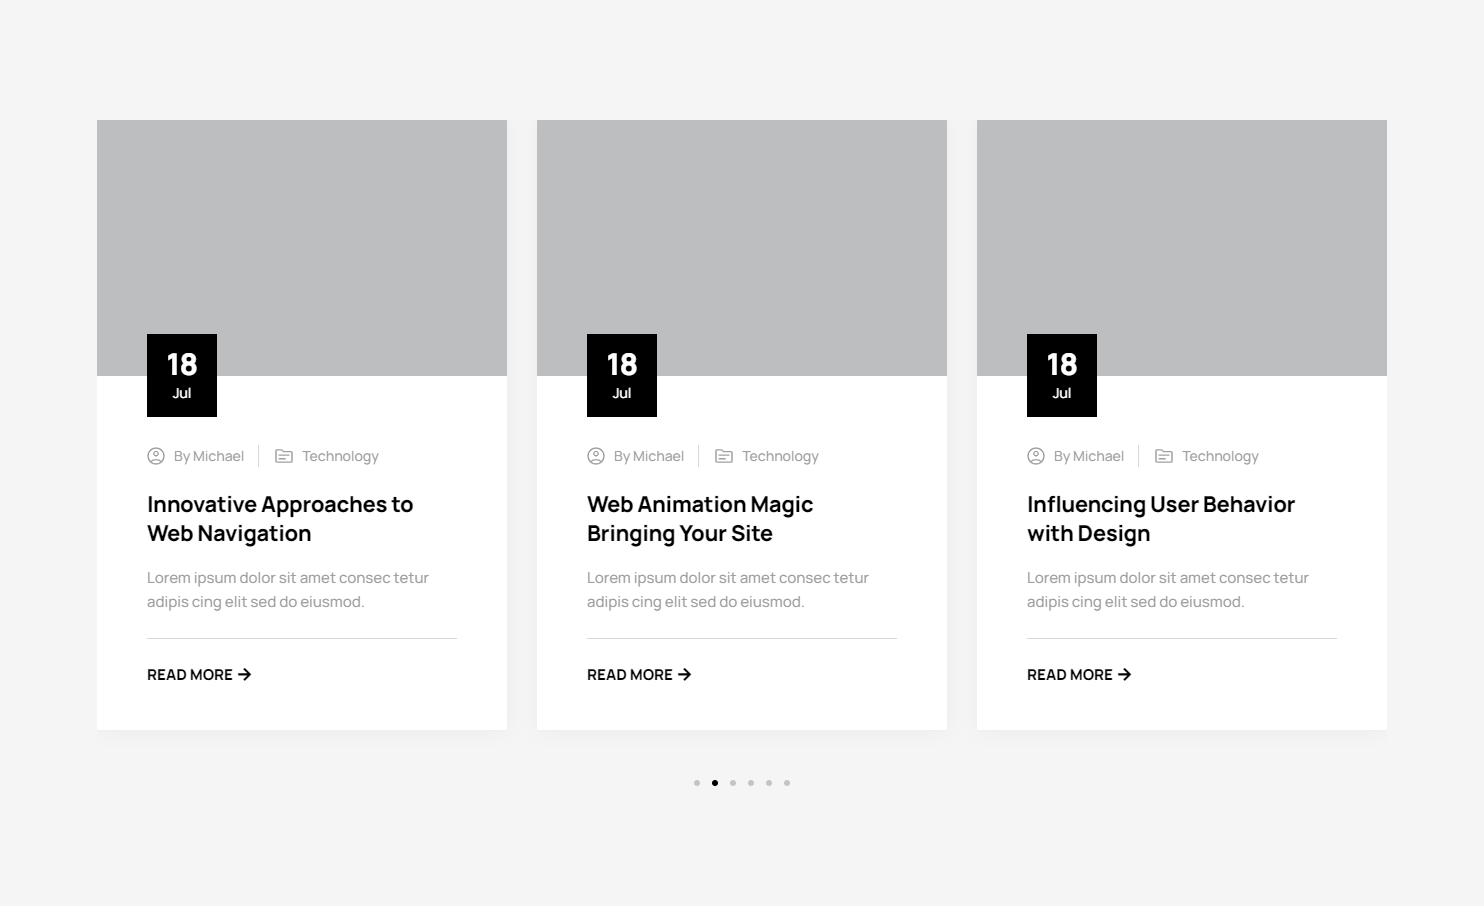 18
Jul
By Michael
Technology
Innovative Approaches to
Web Navigation
Lorem ipsum dolor sit amet consec tetur
adipis cing elit sed do eiusmod.
READ MORE
18
Jul
By Michael
Technology
Web Animation Magic
Bringing Your Site
Lorem ipsum dolor sit amet consec tetur
adipis cing elit sed do eiusmod.
READ MORE
18
Jul
By Michael
Technology
Influencing User Behavior
with Design
Lorem ipsum dolor sit amet consec tetur
adipis cing elit sed do eiusmod.
READ MORE